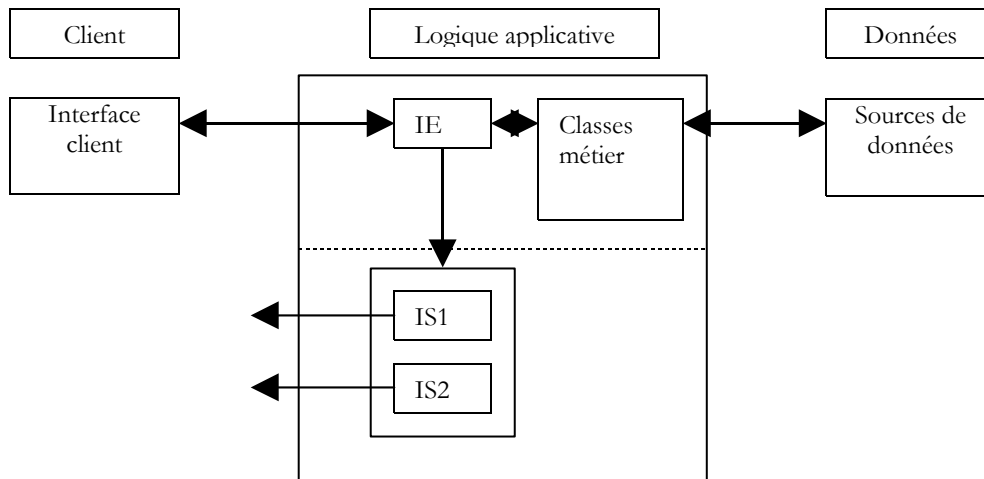 Client
Logique applicative
Données
Interface
client
IE
Classes
métier
Sources de
données
IS1
IS2